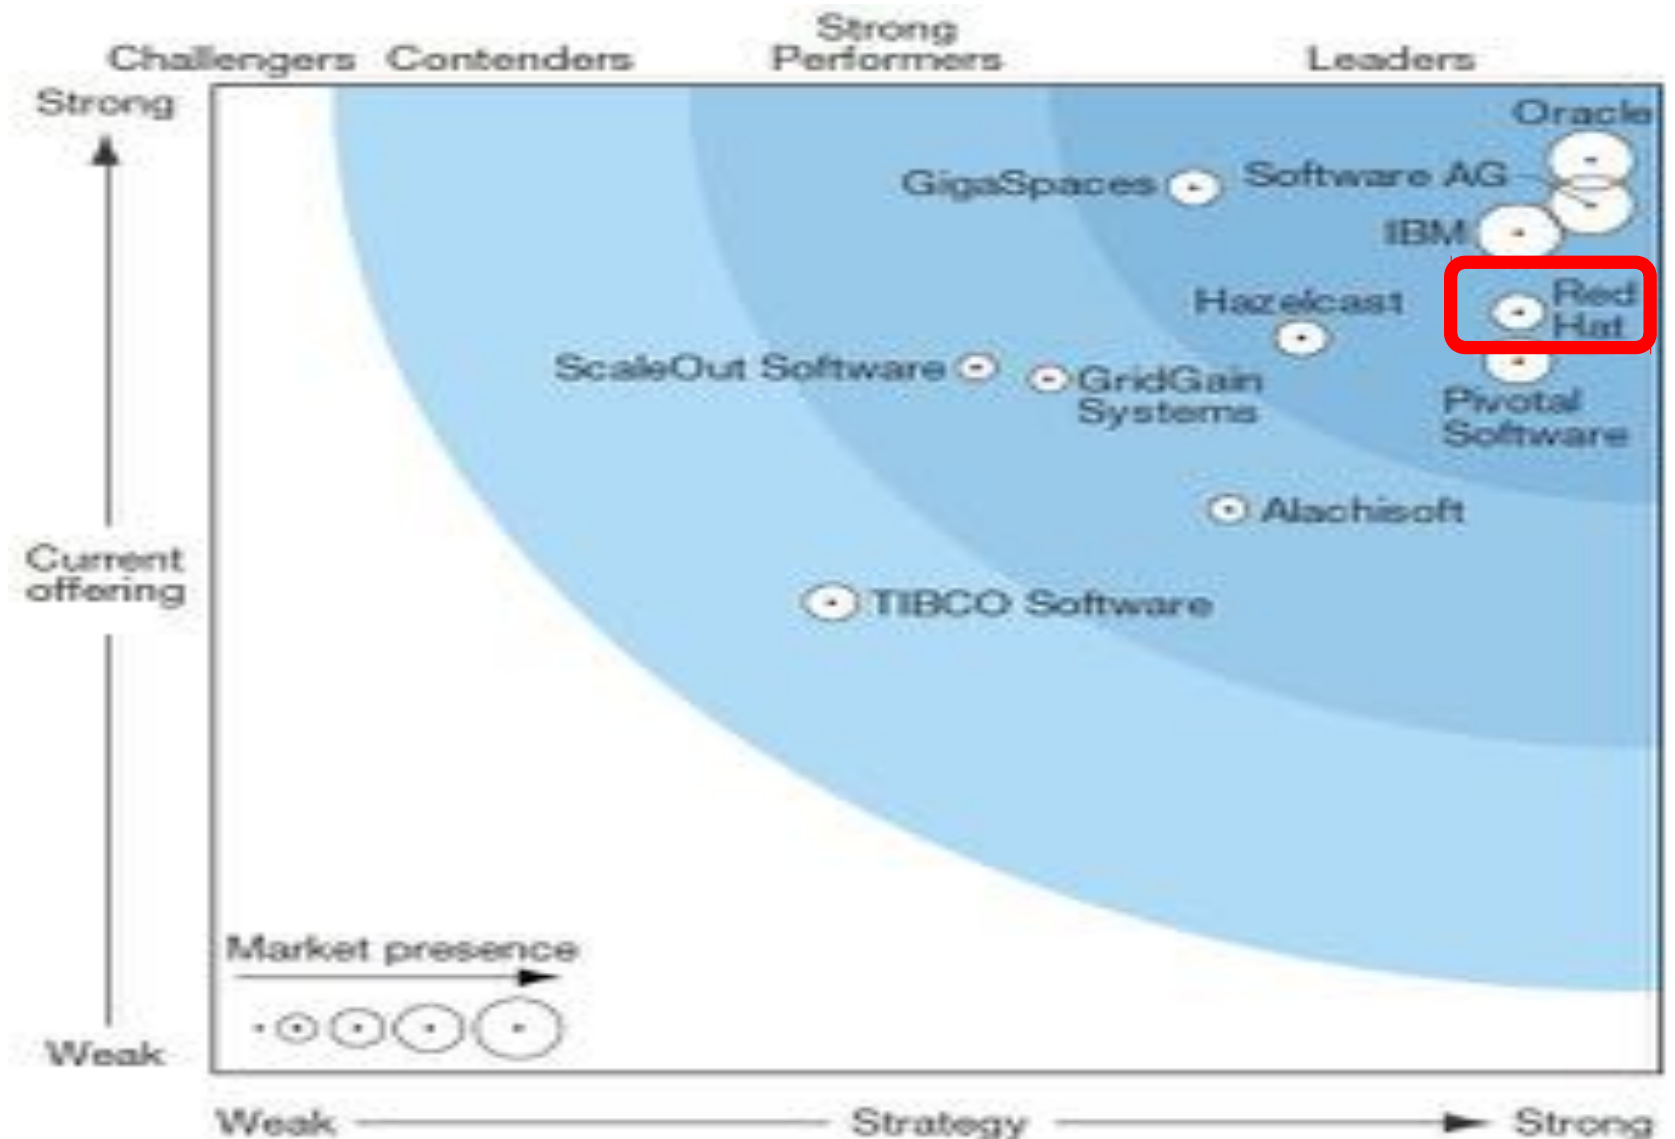 Challengers Contenders Strong
Performers Leaders
Strong
Oracle
GigaSpaces
Software AG
IBM
Red
Hat
Hazelcast
ScaleOut Software
GridGain
Systems
Pivotal
Software
Alachisoft
Current
offering
TIBCO Software
Market presence
Weak
Weak Strategy Strong